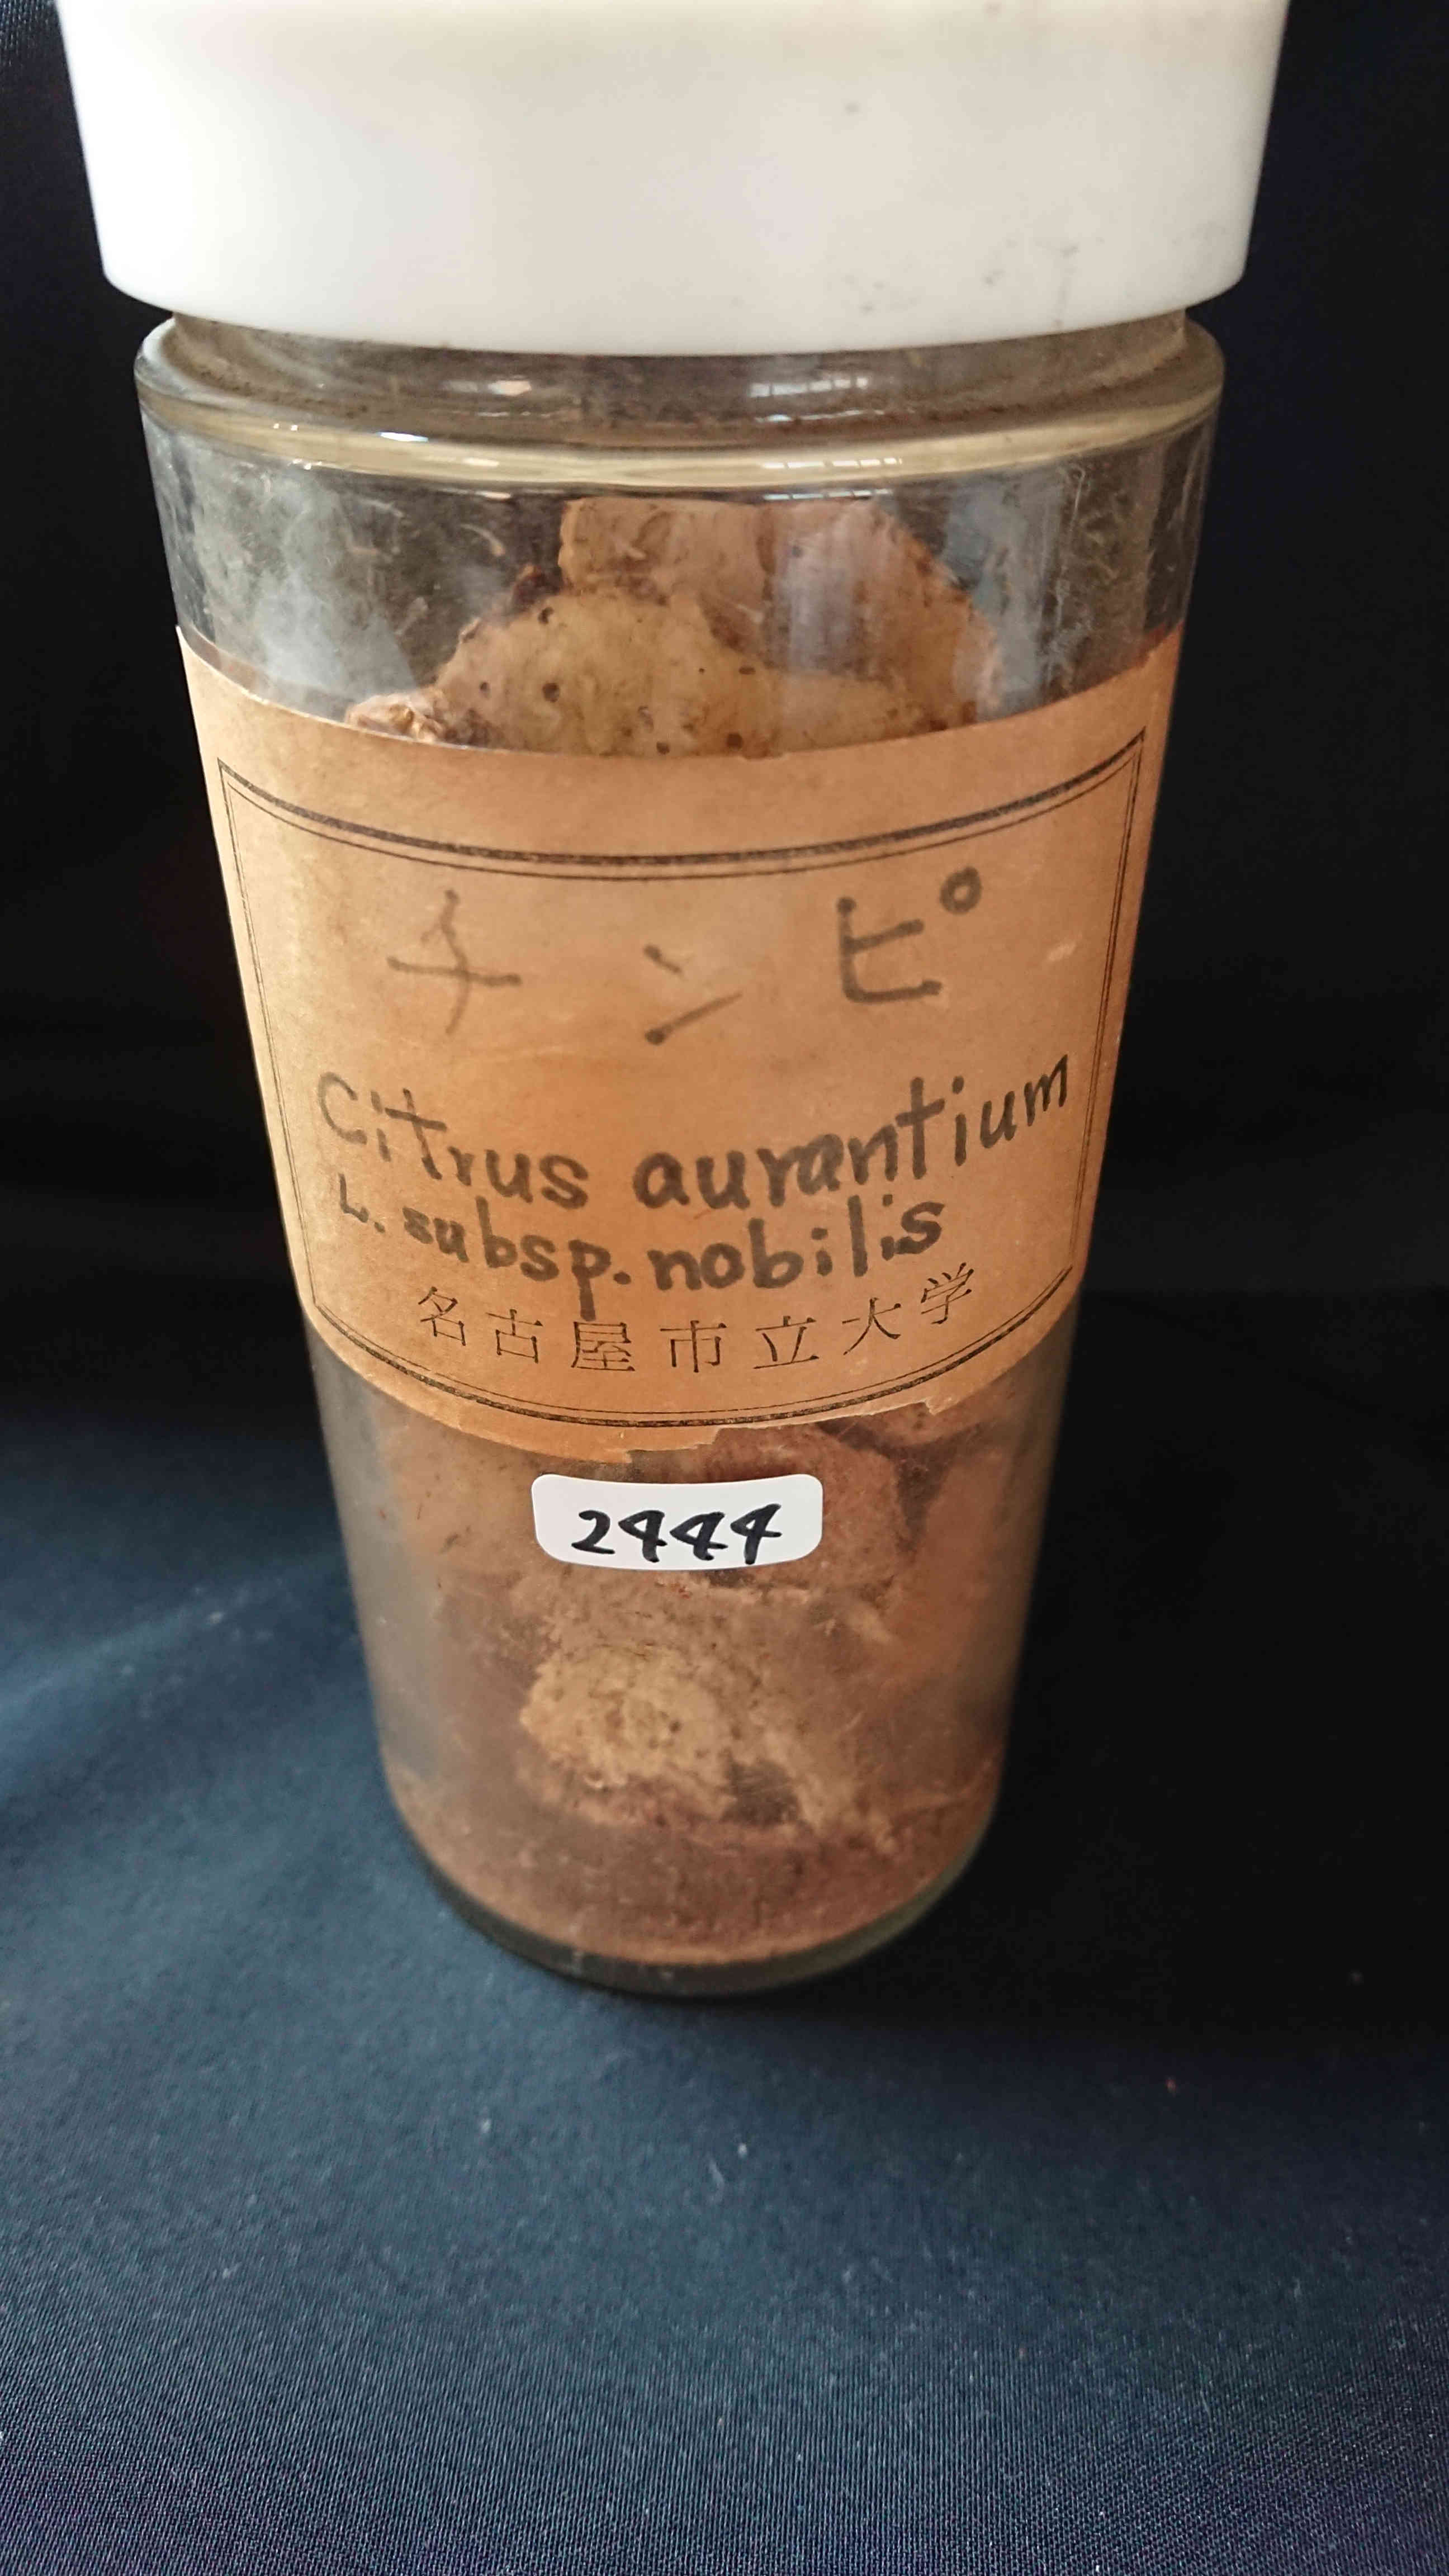 チンピ
Citrus aurantium
L. subsp. nobilis
名古屋市立大学
2444